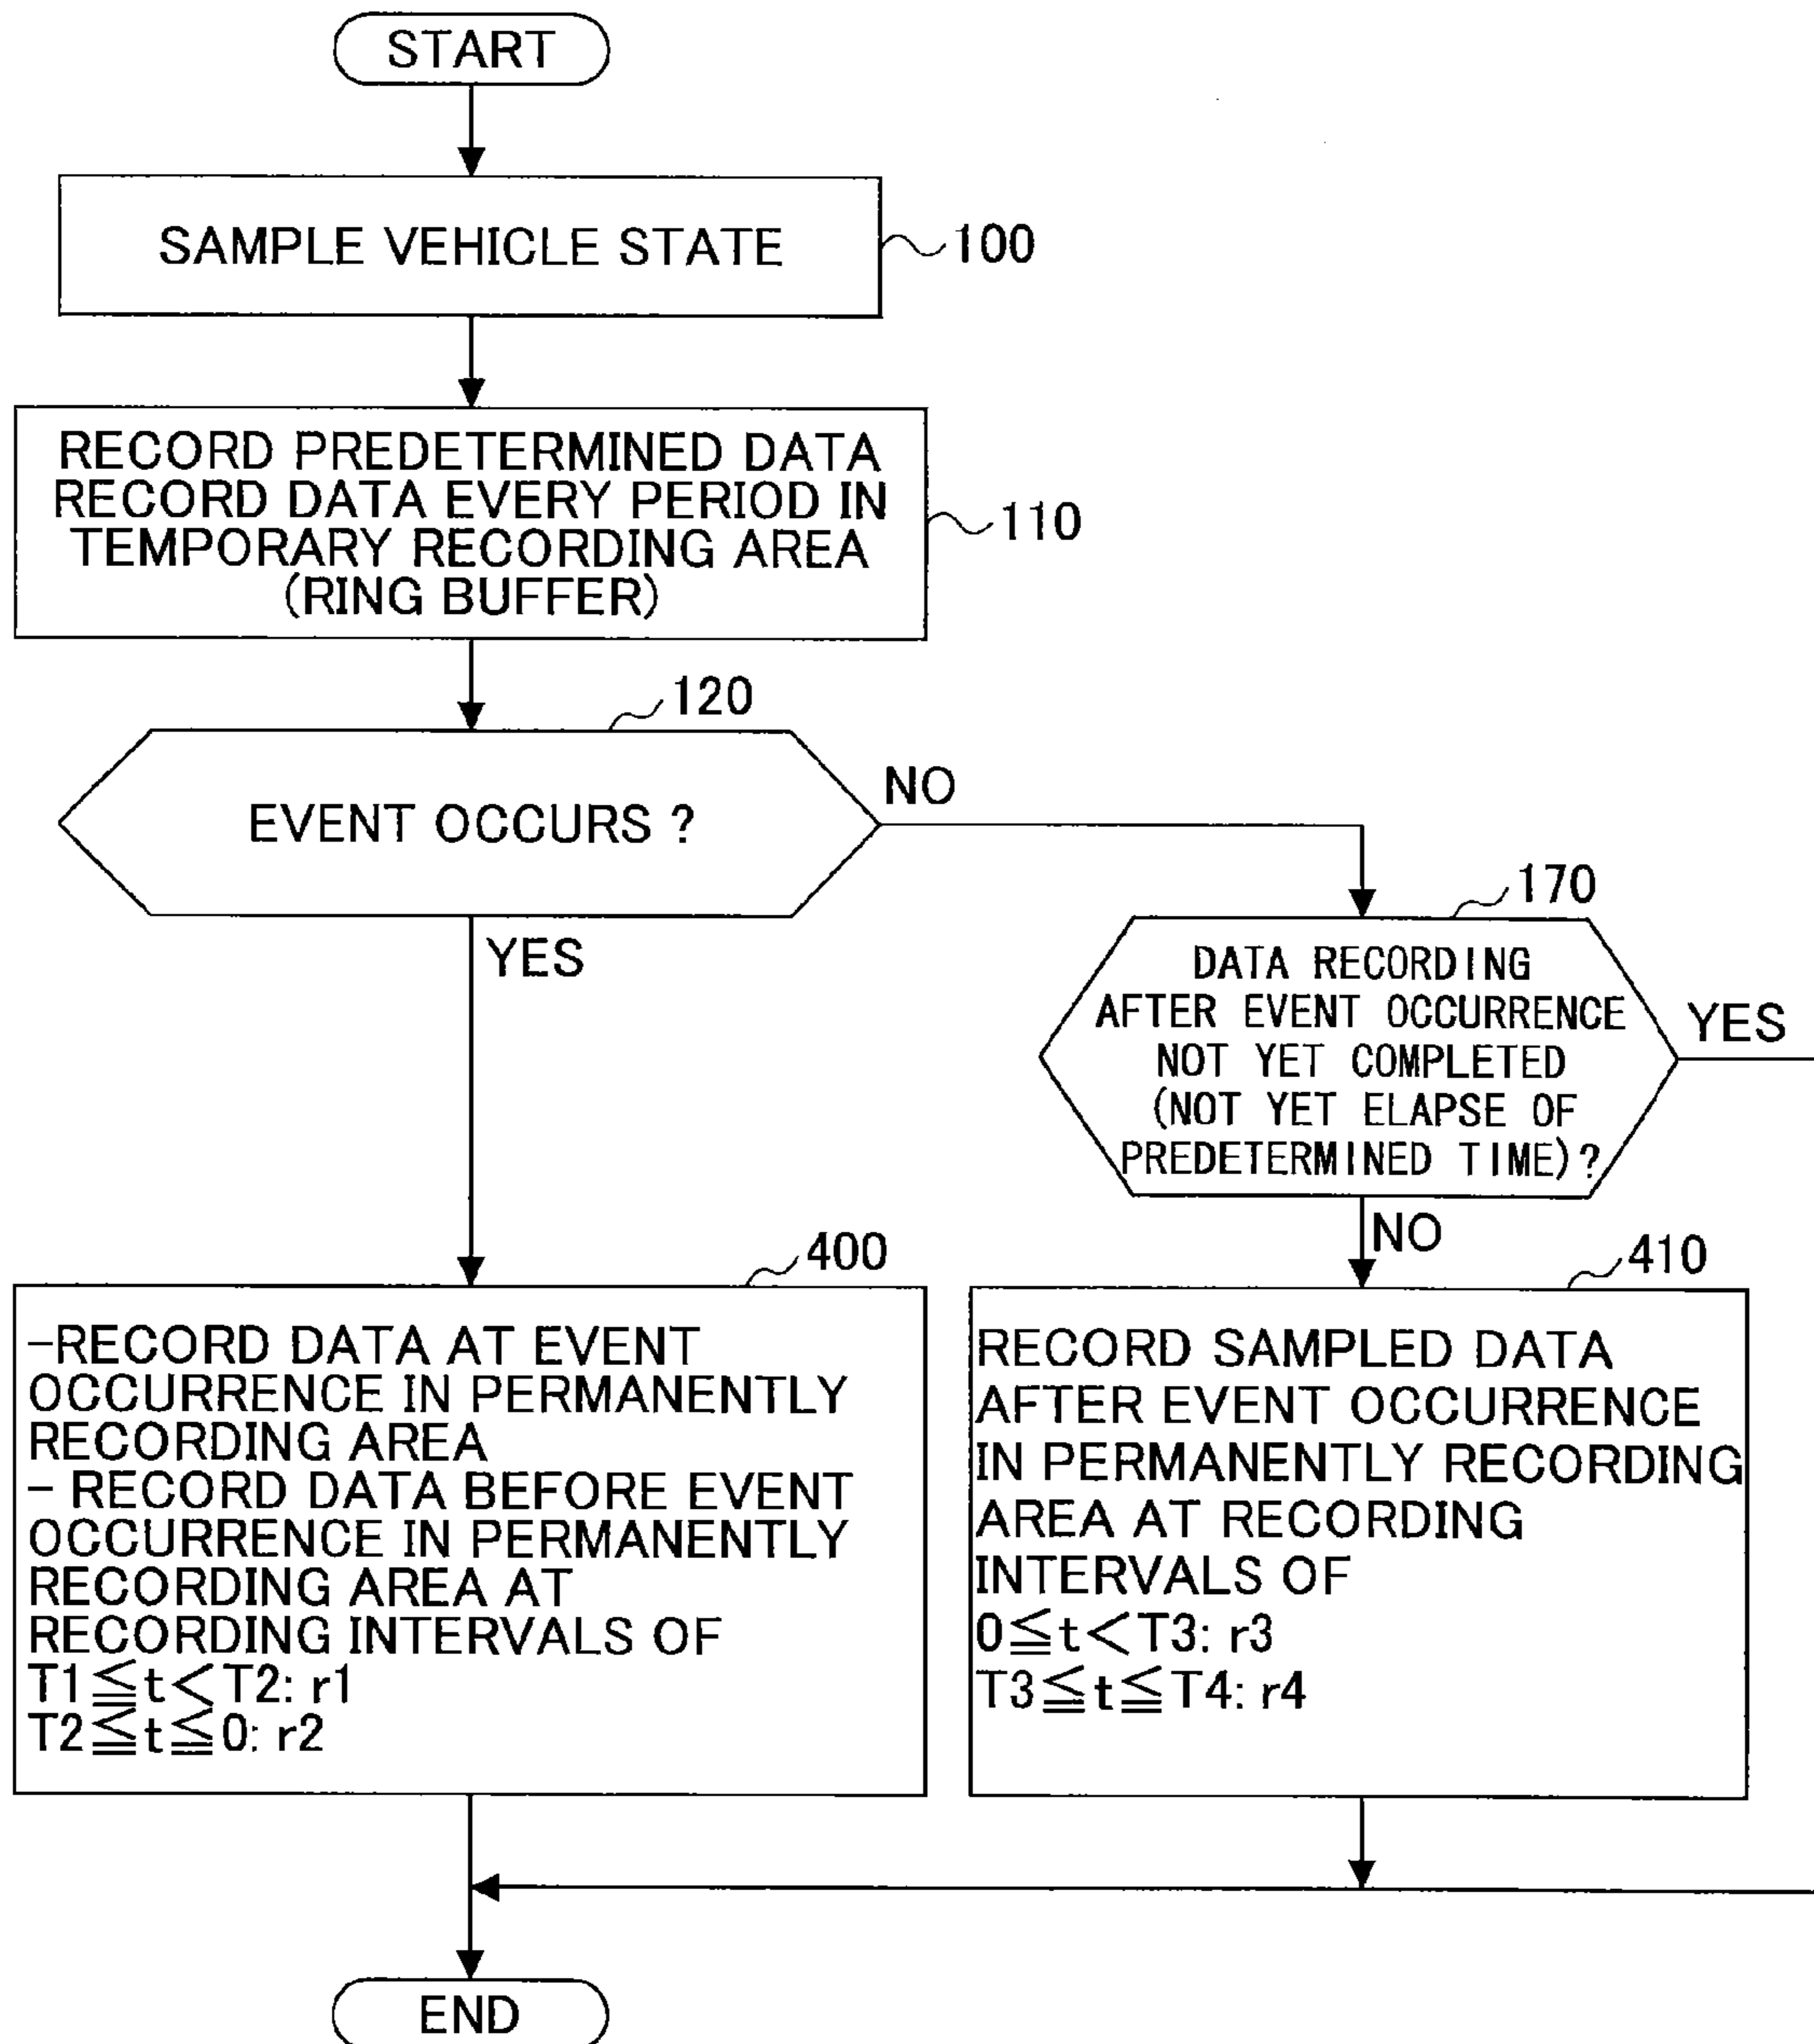 START
SAMPLE VEHICLE STATE
100
RECORD PREDETERMINED DATA
RECORD DATA EVERY PERIOD IN
TEMPORARY RECORDING AREA
(RING BUFFER)
110
120
EVENT OCCURS ?
NO
YES
170
DATA RECORDING
AFTER EVENT OCCURRENCE
NOT YET COMPLETED
(NOT YET ELAPSE OF
PREDETERMINED TIME)?
YES
NO
400
-RECORD DATA AT EVENT
OCCURRENCE IN PERMANENTLY
RECORDING AREA
- RECORD DATA BEFORE EVENT
OCCURRENCE IN PERMANENTLY
RECORDING AREA AT
RECORDING INTERVALS OF
T1≦t<T2: r1
T2≦t≦0: r2
410
RECORD SAMPLED DATA
AFTER EVENT OCCURRENCE
IN PERMANENTLY RECORDING
AREA AT RECORDING
INTERVALS OF
0≦t<T3: r3
T3≦t≦T4: r4
END